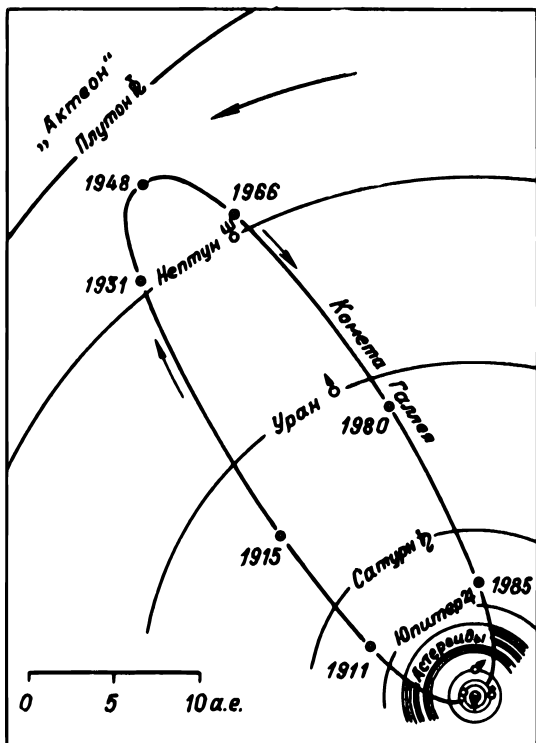 „Актеон“
Плутон
1948
1966
Нептун
1931
Комета
Галлея
Уран
1980
1915
Сатурн ♄
1985
Юпитер ♃
Астероиды
1911
0 5 10 а.е.